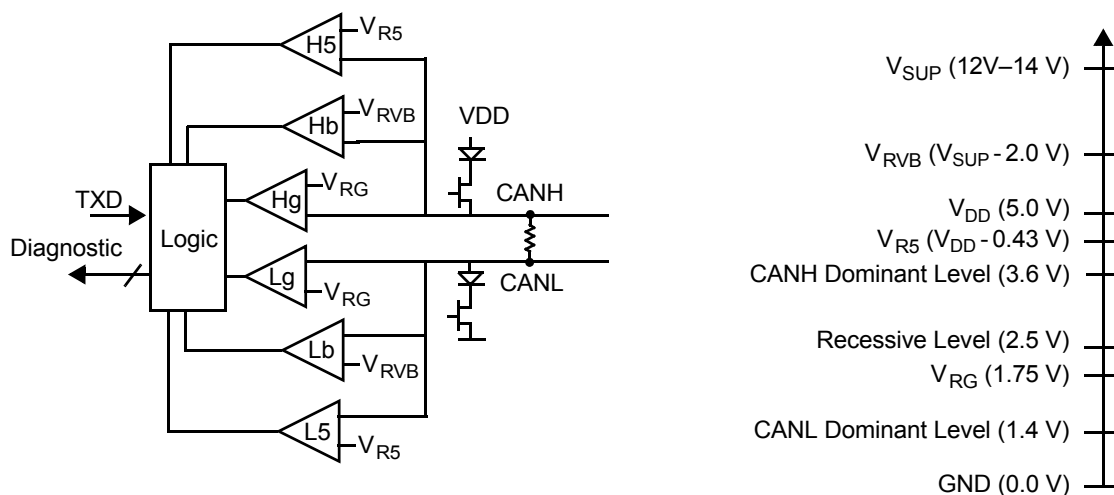 H5
V_R5
Hb
V_RVB
VDD
TXD
Hg
V_RG
CANH
Logic
Diagnostic
Lg
V_RG
CANL
Lb
V_RVB
L5
V_R5
V_SUP (12V–14 V)
V_RVB (V_SUP - 2.0 V)
V_DD (5.0 V)
V_R5 (V_DD - 0.43 V)
CANH Dominant Level (3.6 V)
Recessive Level (2.5 V)
V_RG (1.75 V)
CANL Dominant Level (1.4 V)
GND (0.0 V)